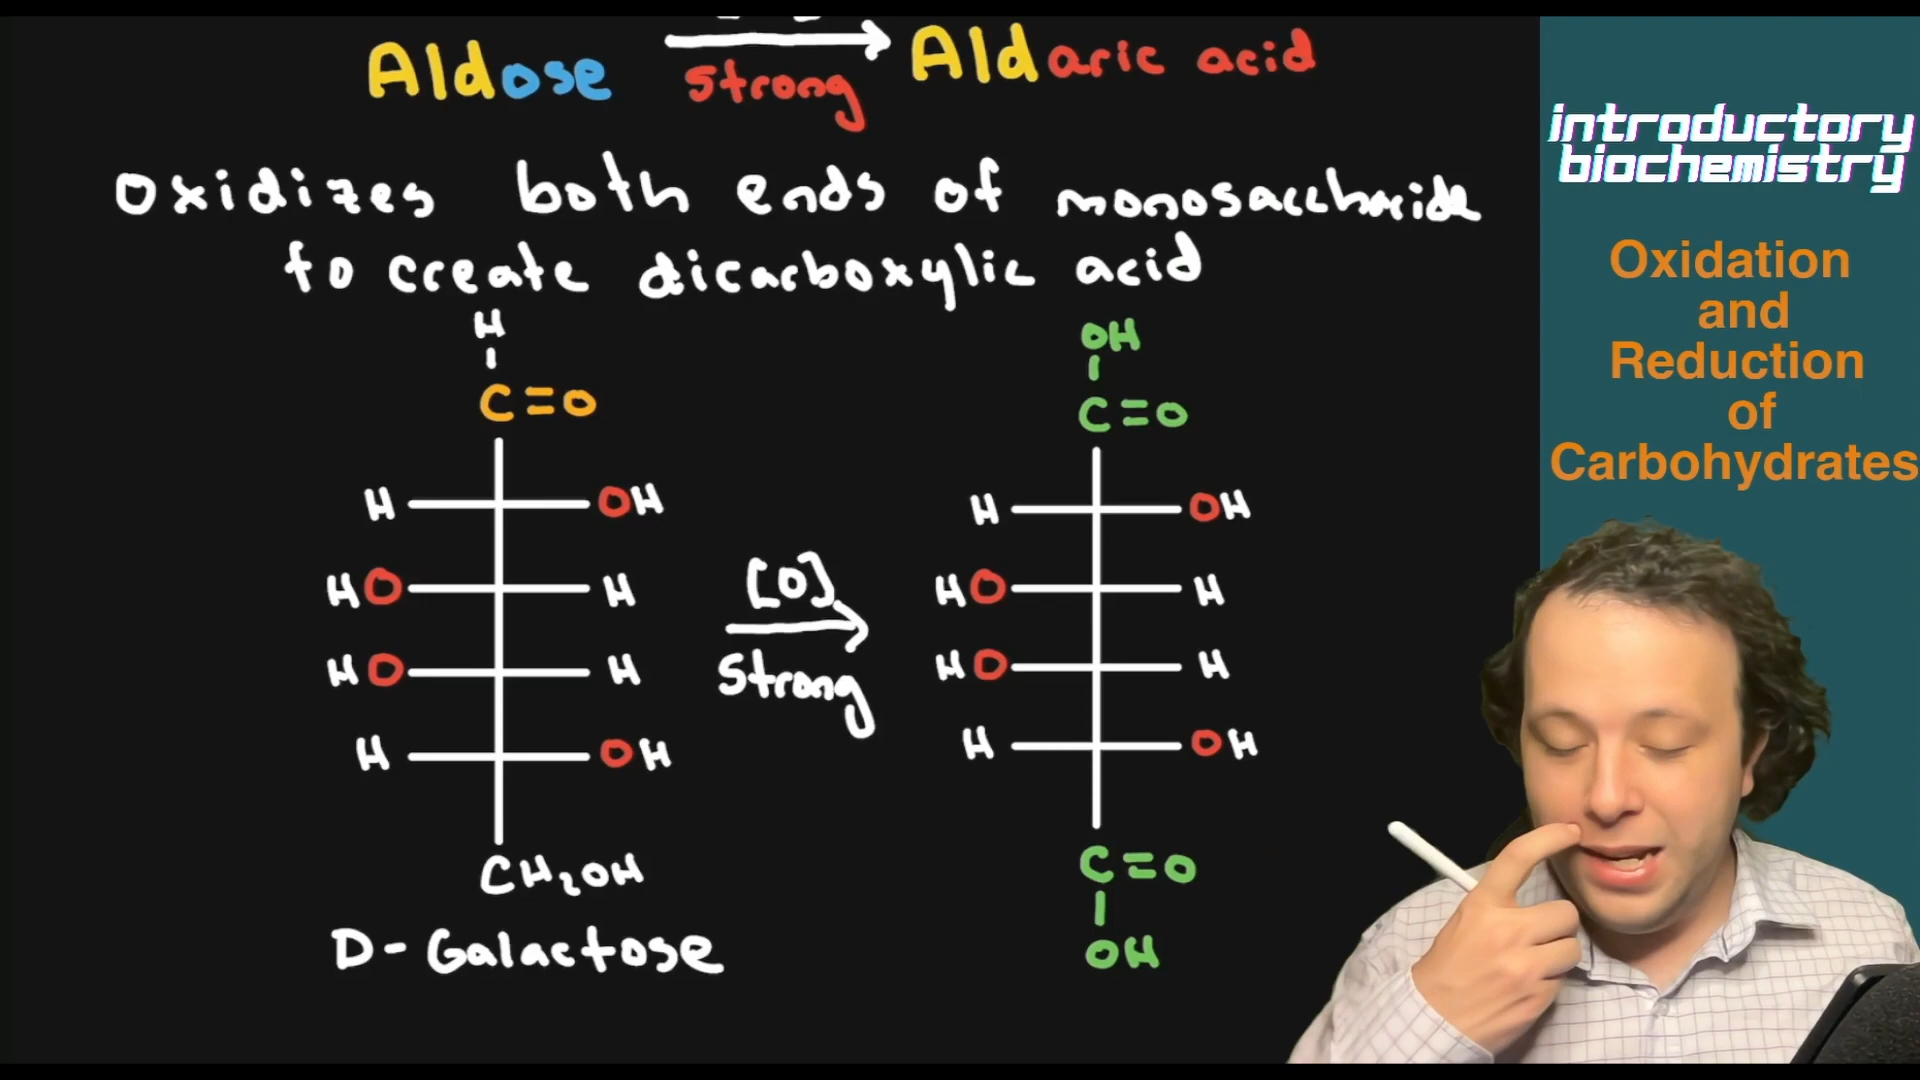 Aldose strong Aldaric acid
oxidizes both ends of monosaccharide
to create dicarboxylic acid
H
C=O
H OH
HO H
HO H
H OH
CH₂OH
D-Galactose
[O]
strong
OH
C=O
H OH
HO H
HO H
H OH
C=O
OH
introductory
biochemistry
Oxidation
and
Reduction
of
Carbohydrates